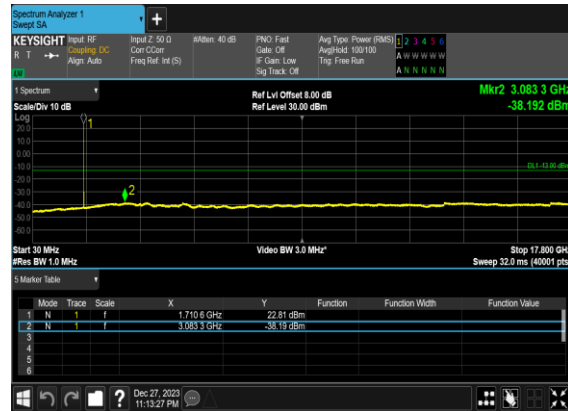 Spectrum Analyzer 1
Swept SA
+
KEYSIGHT Input: RF Input Z: 50 Ω #Atten: 40 dB PNO: Fast Avg Type: Power (RMS) 1 2 3 4 5 6
R T Coupling: DC Corr CCorr Gate: Off Avg|Hold: 100/100 A W W W W W
Align: Auto Freq Ref: Int (S) IF Gain: Low Trig: Free Run
Sig Track: Off A N N N N N
1 Spectrum Ref Lvl Offset 8.00 dB Mkr2 3.083 3 GHz
Scale/Div 10 dB Ref Level 30.00 dBm -38.192 dBm
Log
1
20.0
10.0
0.00
-10.0 DL1 -13.00 dBm
-20.0
-30.0 2
-40.0
-50.0
-60.0
Start 30 MHz Video BW 3.0 MHz* Stop 17.800 GHz
#Res BW 1.0 MHz Sweep 32.0 ms (40001 pts)
5 Marker Table
Mode Trace Scale X Y Function Function Width Function Value
1 N 1 f 1.710 6 GHz 22.81 dBm
2 N 1 f 3.083 3 GHz -38.19 dBm
3
4
5
6
? Dec 27, 2023
11:13:27 PM